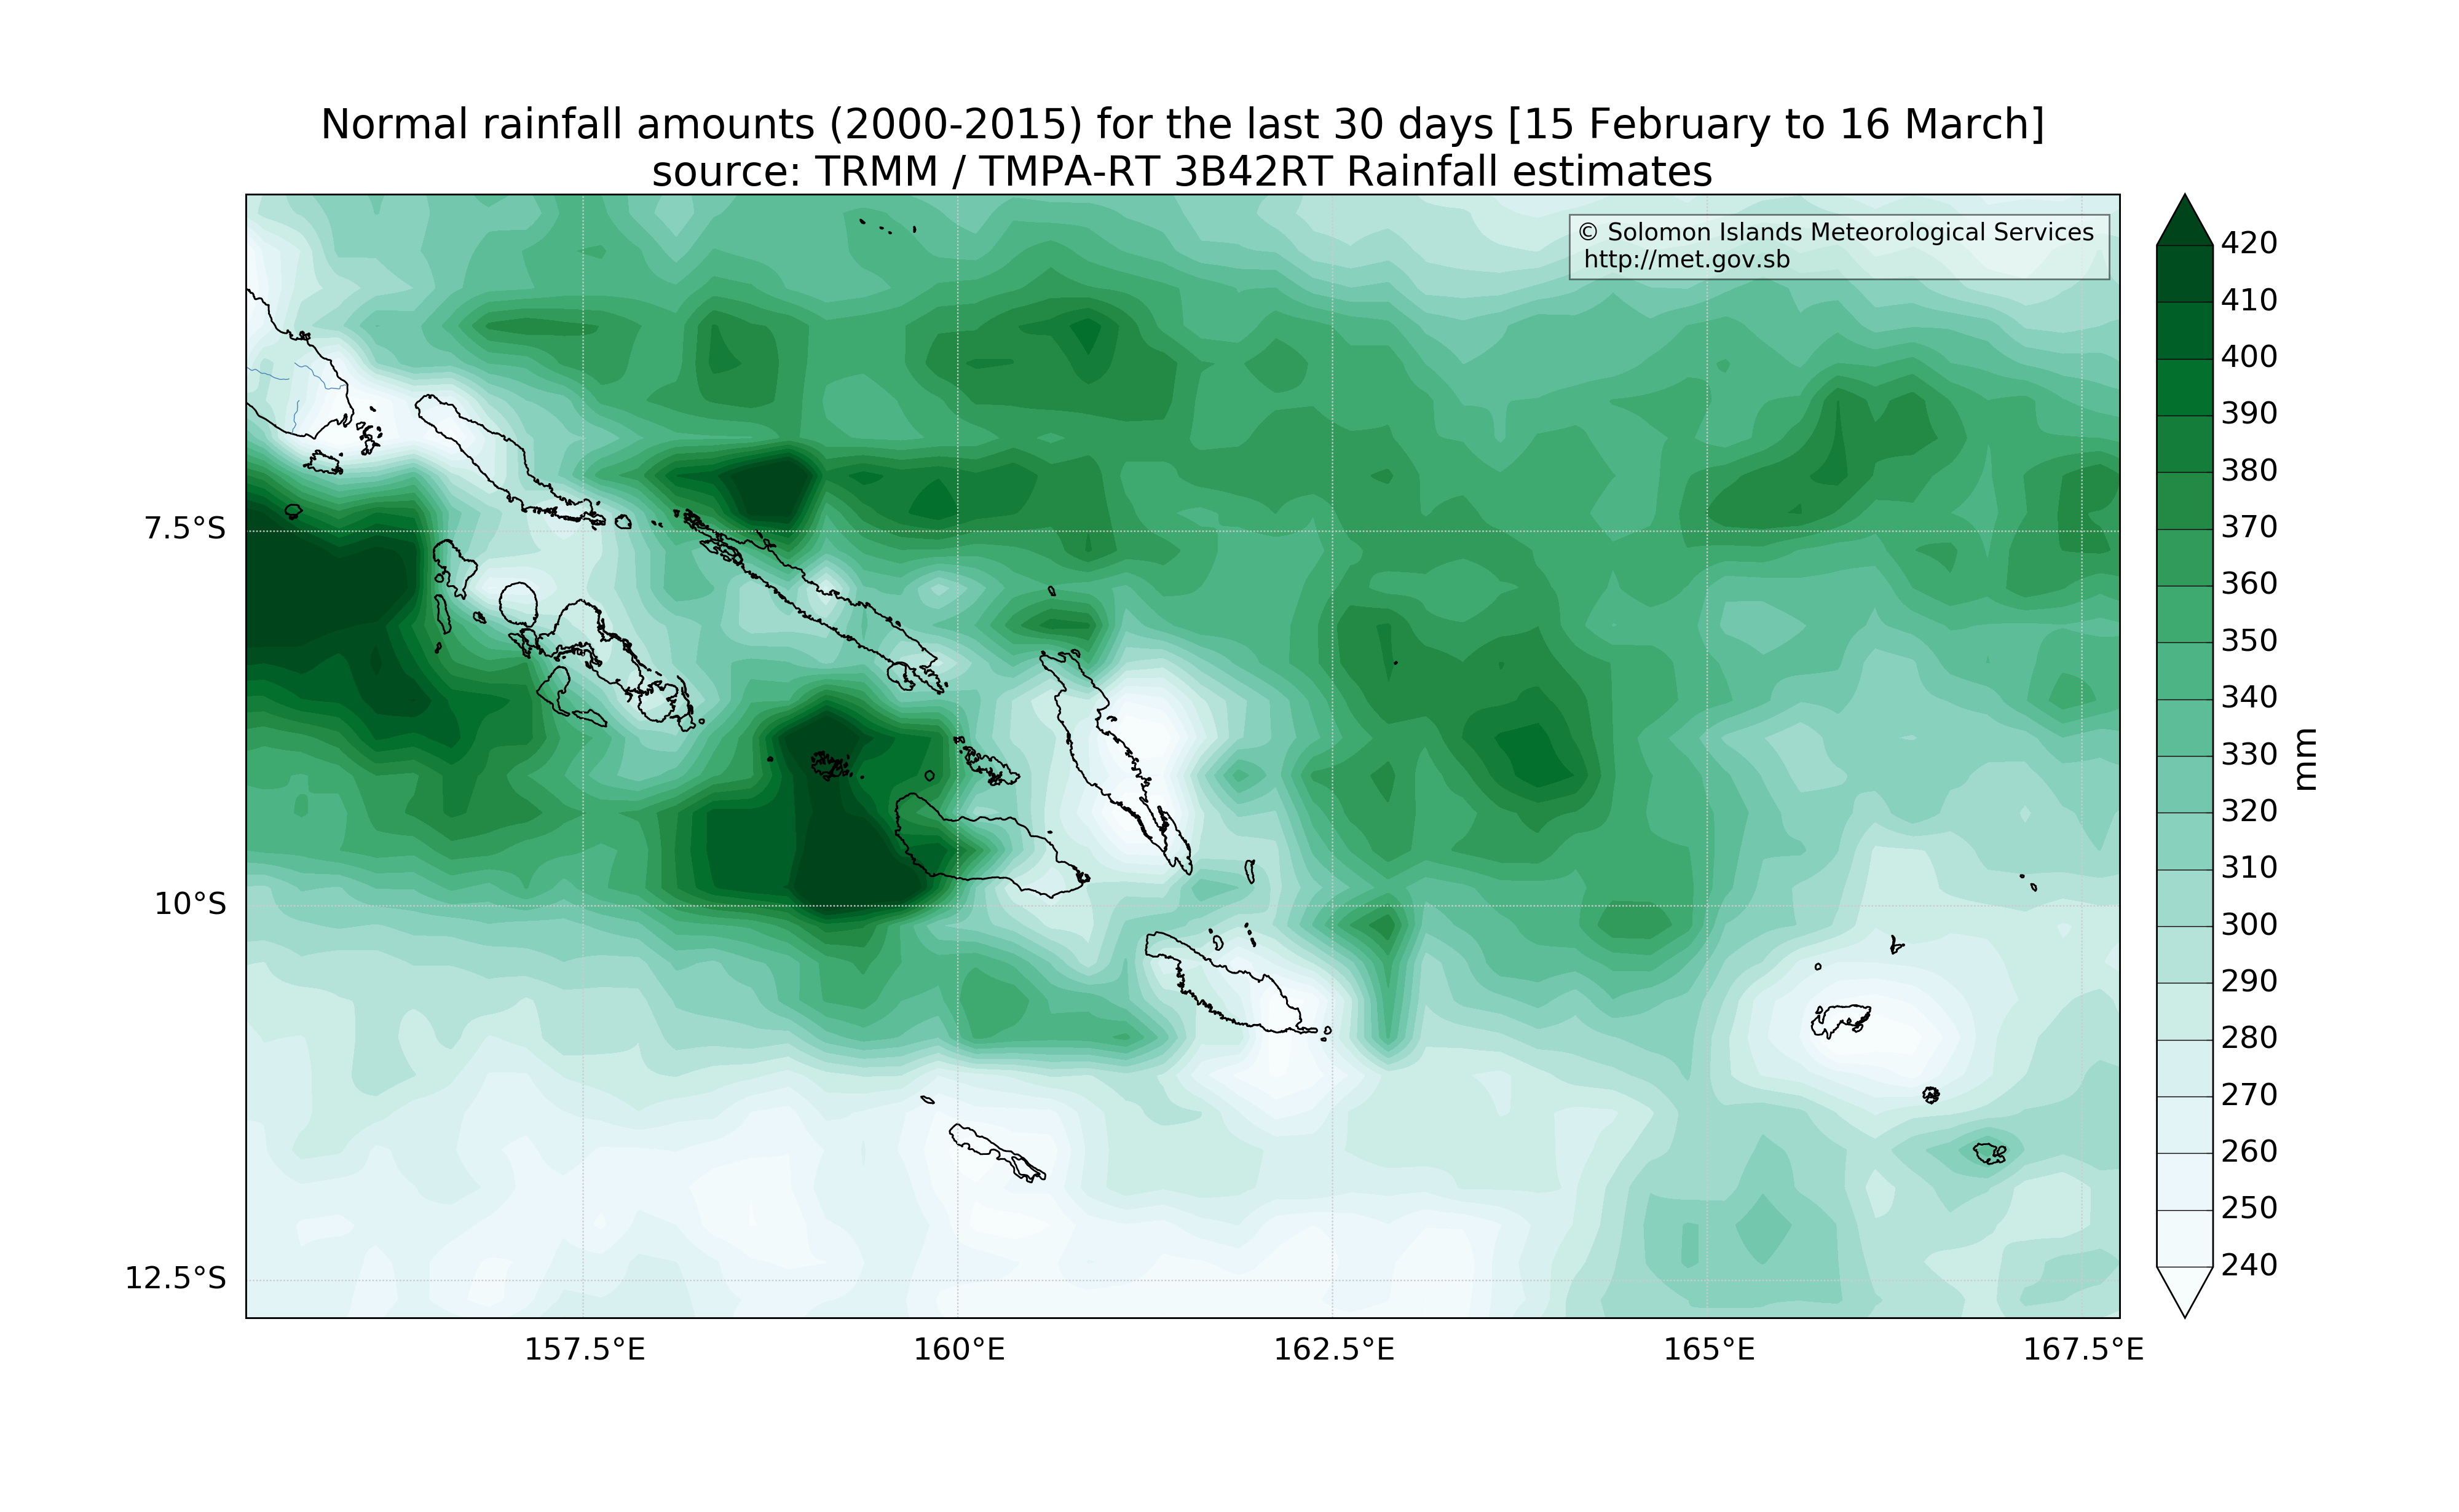 Normal rainfall amounts (2000-2015) for the last 30 days [15 February to 16 March]
source: TRMM / TMPA-RT 3B42RT Rainfall estimates
© Solomon Islands Meteorological Services
http://met.gov.sb
7.5°S
10°S
12.5°S
157.5°E
160°E
162.5°E
165°E
167.5°E
420
410
400
390
380
370
360
350
340
330
320
310
300
290
280
270
260
250
240
mm